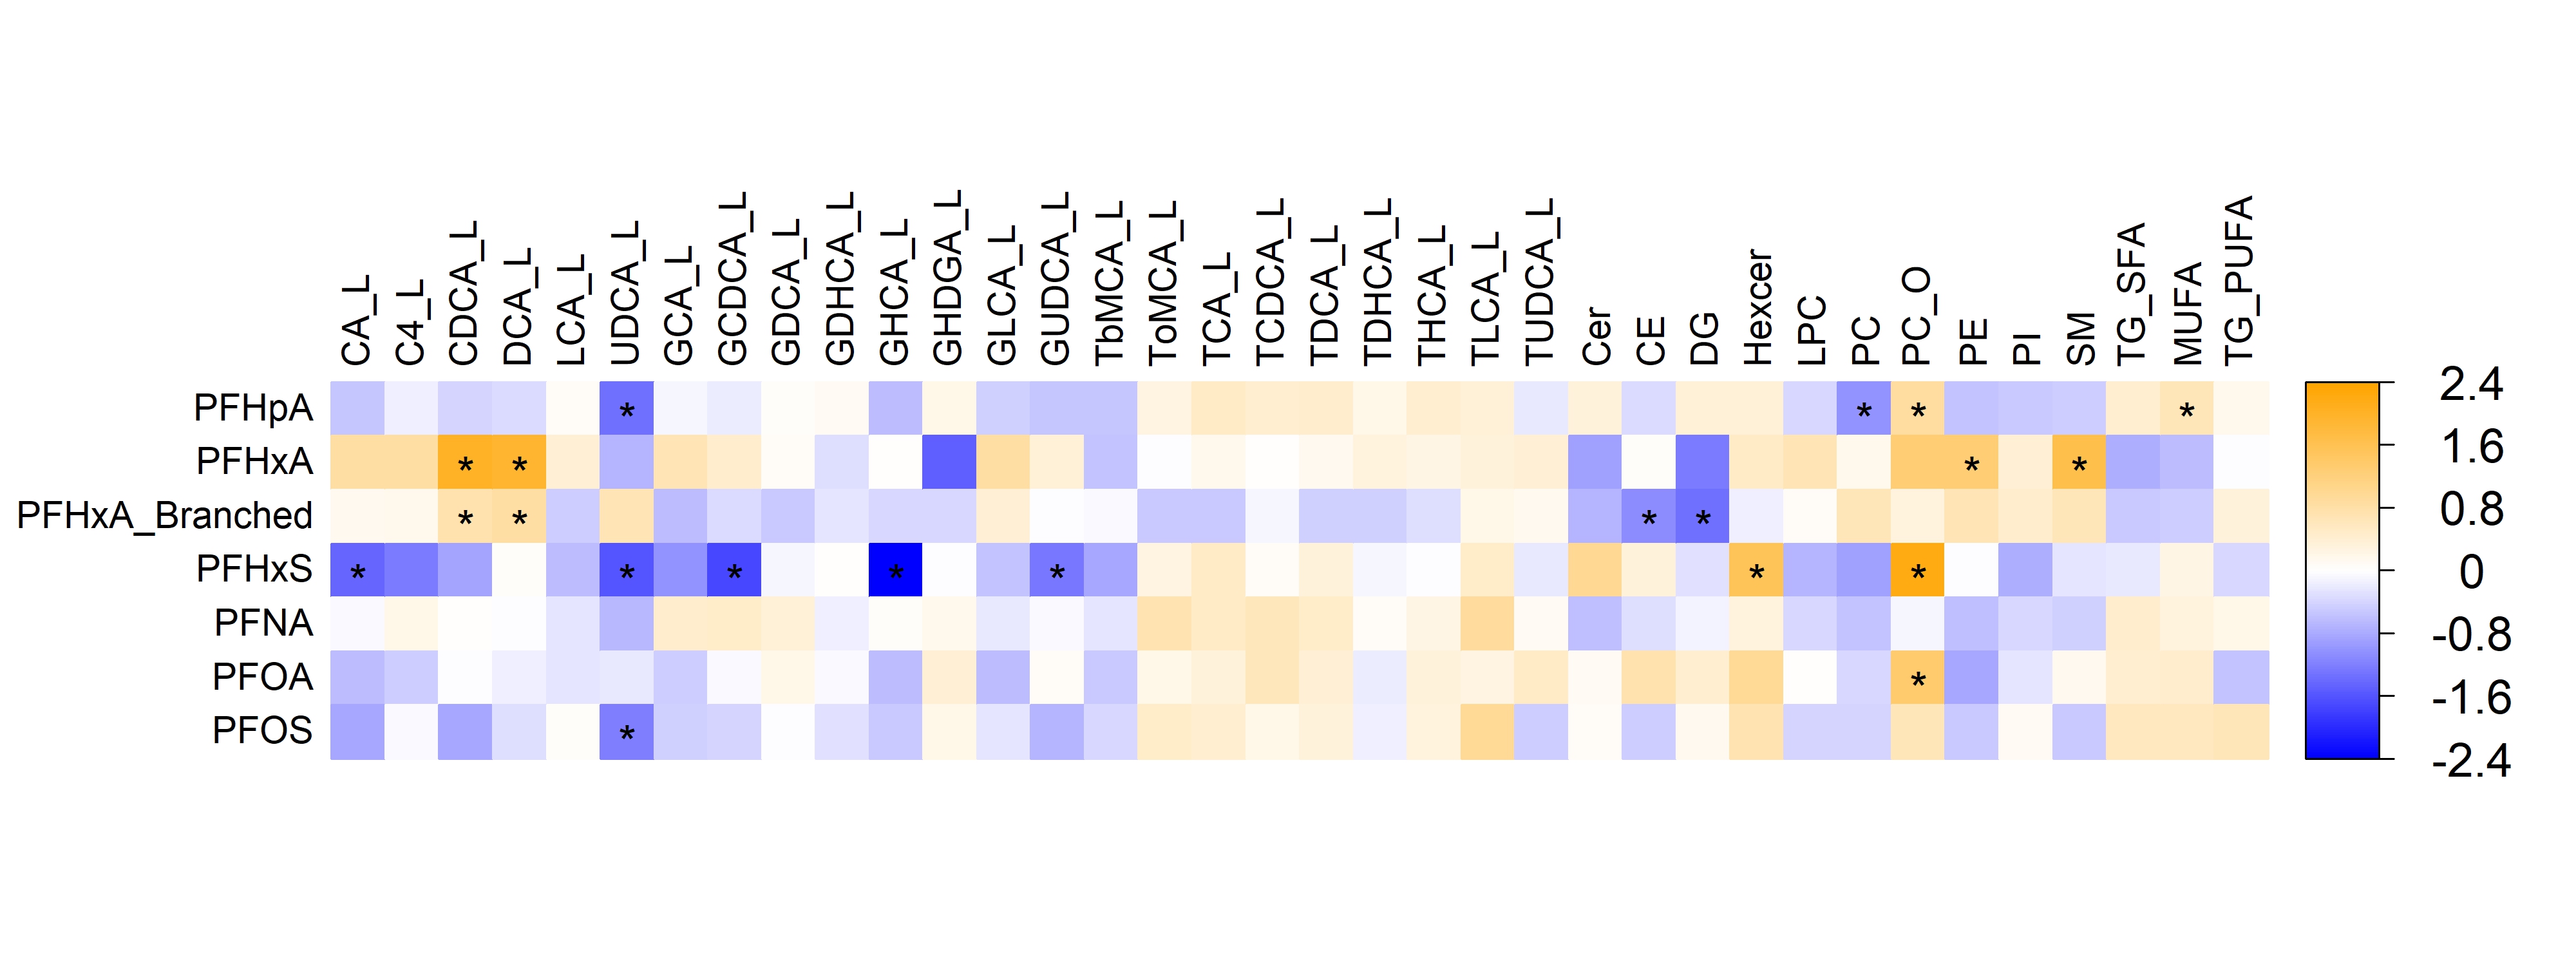 CA_L
C4_L
CDCA_L
DCA_L
LCA_L
UDCA_L
GCA_L
GCDCA_L
GDCA_L
GDHCA_L
GHCA_L
GHDGA_L
GLCA_L
GUDCA_L
TbMCA_L
ToMCA_L
TCA_L
TCDCA_L
TDCA_L
TDHCA_L
THCA_L
TLCA_L
TUDCA_L
Cer
CE
DG
Hexcer
LPC
PC
PC_O
PE
PI
SM
TG_SFA
MUFA
TG_PUFA
PFHpA * * * *
PFHxA * * * *
PFHxA_Branched * * * *
PFHxS * * * * * * *
PFNA
PFOA *
PFOS *
2.4
1.6
0.8
0
-0.8
-1.6
-2.4